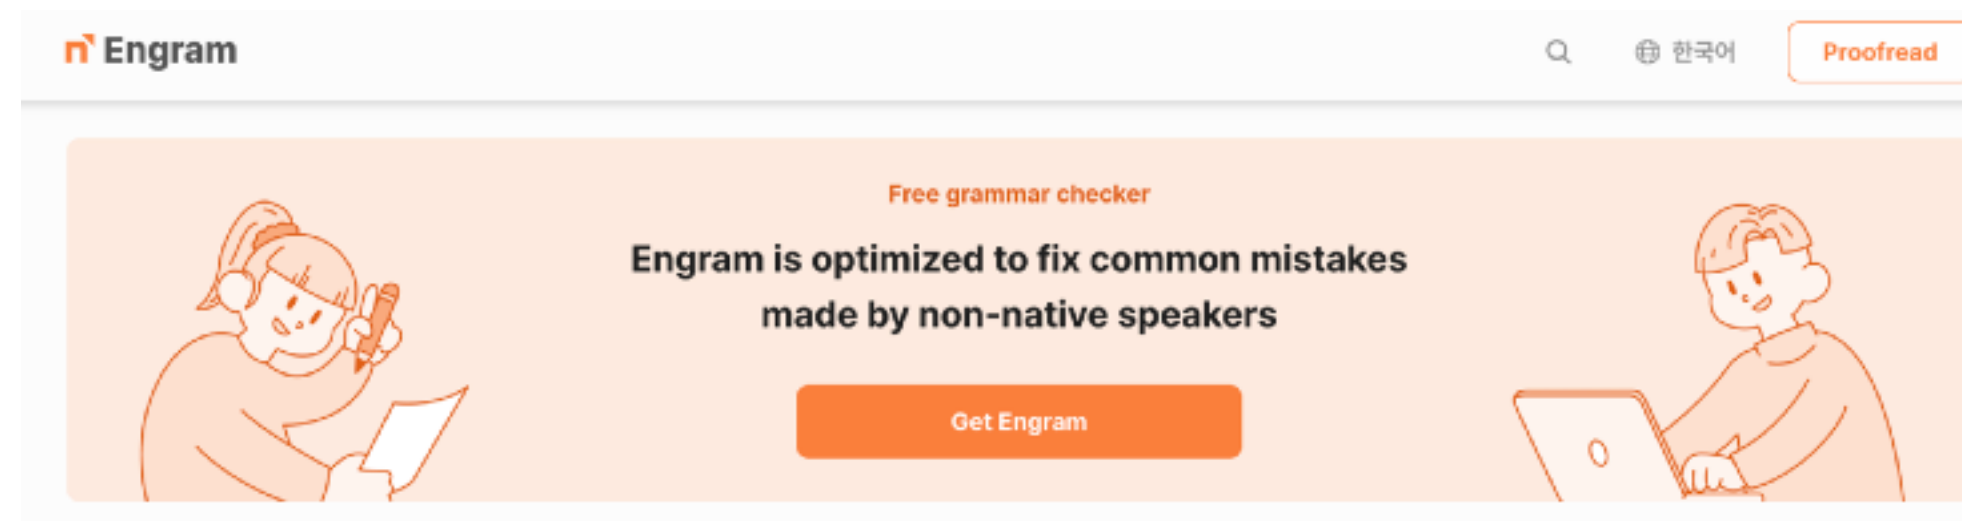 Engram
한국어
Proofread
Free grammar checker
Engram is optimized to fix common mistakes
made by non-native speakers
Get Engram